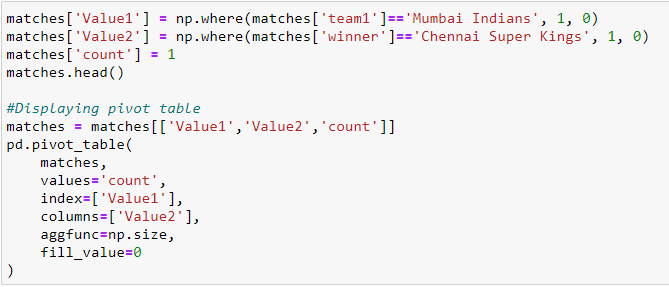 matches['Value1'] = np.where(matches['team1']=='Mumbai Indians', 1, 0)
matches['Value2'] = np.where(matches['winner']=='Chennai Super Kings', 1, 0)
matches['count'] = 1
matches.head()
#Displaying pivot table
matches = matches[['Value1','Value2','count']]
pd.pivot_table(
    matches,
    values='count',
    index=['Value1'],
    columns=['Value2'],
    aggfunc=np.size,
    fill_value=0
)